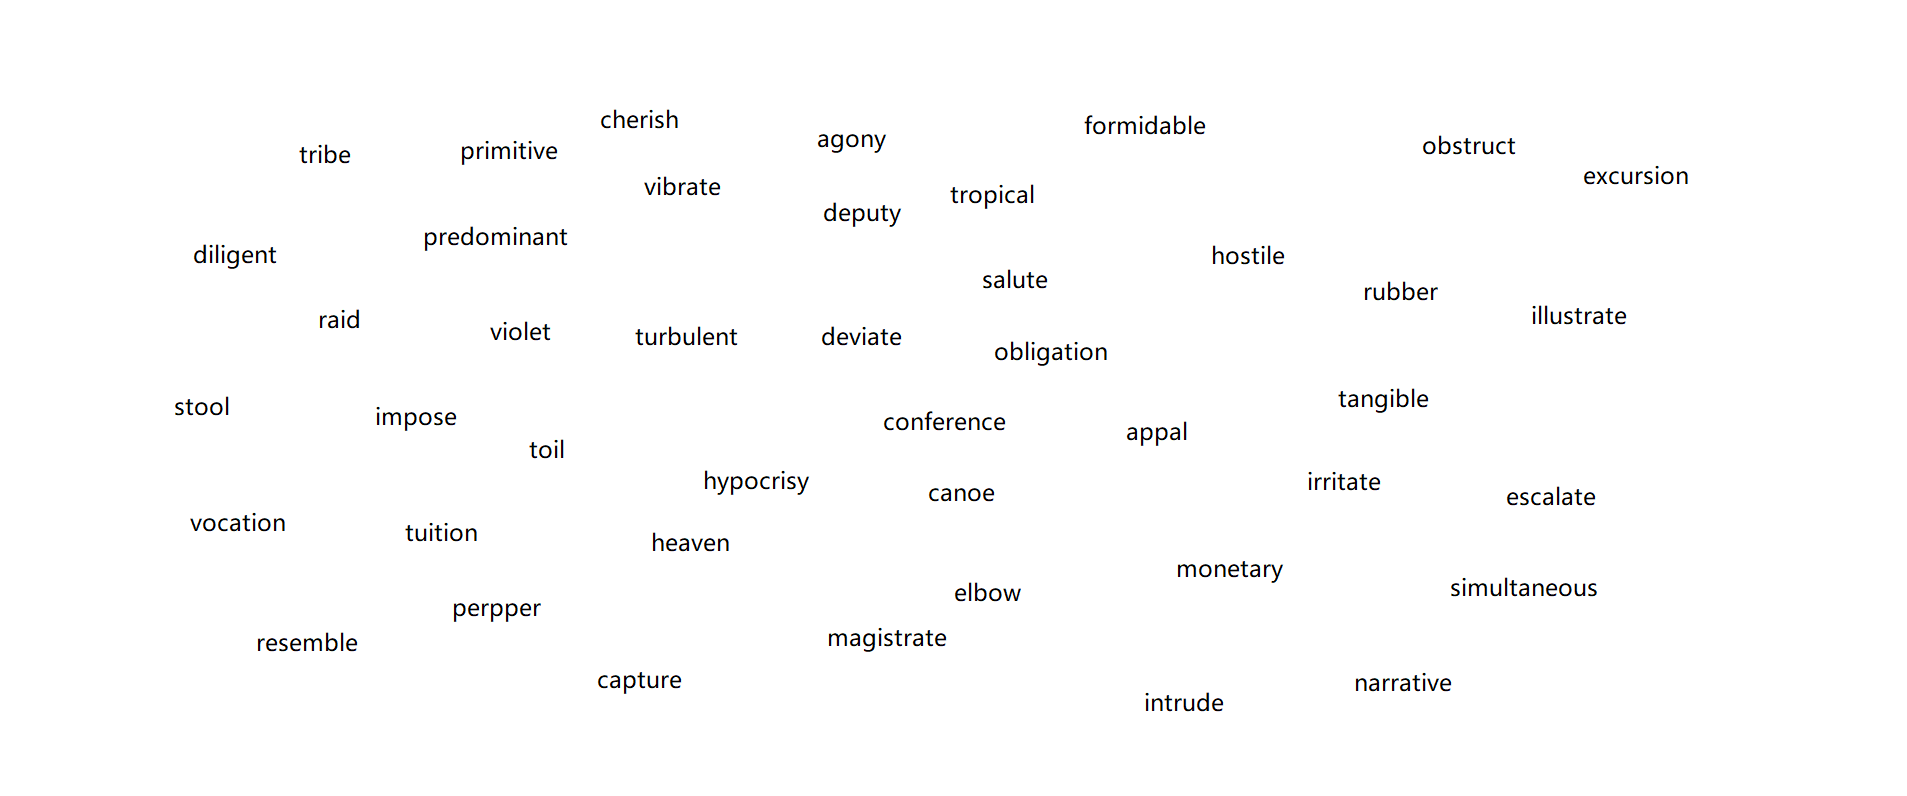 cherish
formidable
agony
obstruct
tribe
primitive
excursion
vibrate
tropical
deputy
predominant
diligent
hostile
salute
rubber
illustrate
raid
violet
turbulent
deviate
obligation
tangible
stool
impose
conference
appal
toil
hypocrisy
irritate
canoe
escalate
vocation
tuition
heaven
monetary
simultaneous
elbow
perpper
magistrate
resemble
capture
narrative
intrude